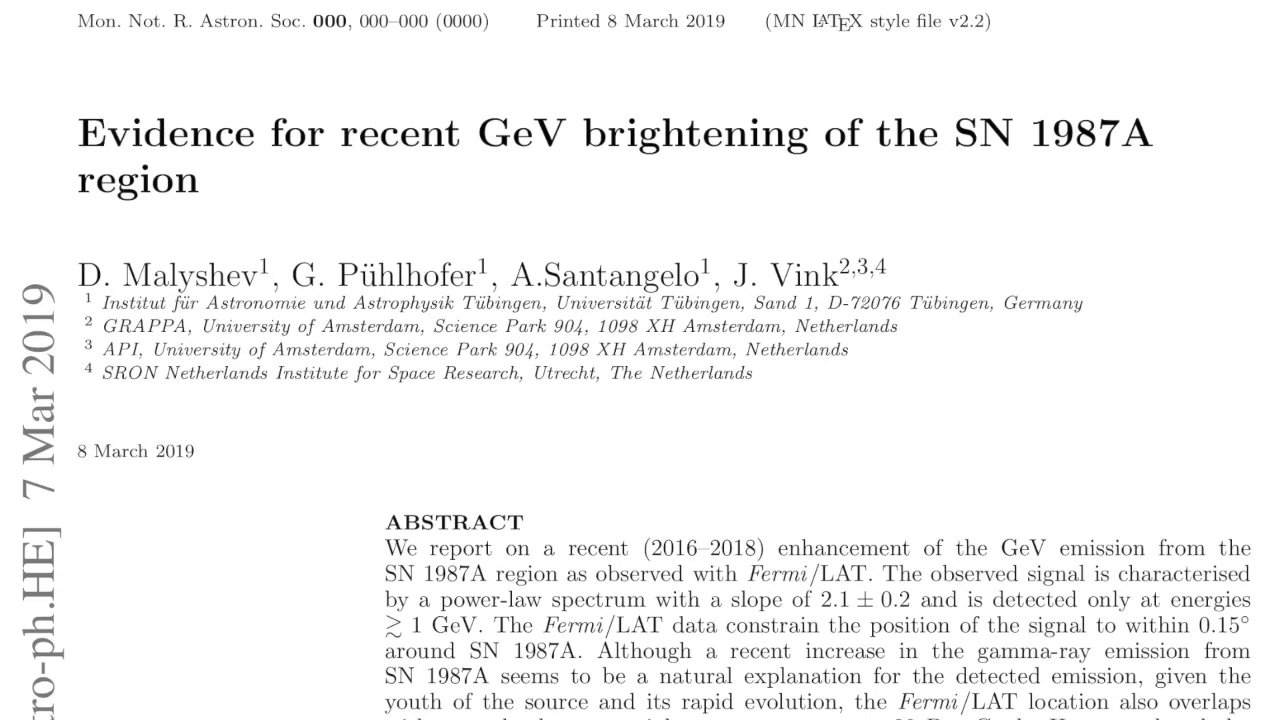 Mon. Not. R. Astron. Soc. 000, 000–000 (0000) Printed 8 March 2019 (MN LATEX style file v2.2)
Evidence for recent GeV brightening of the SN 1987A
region
D. Malyshev1, G. Pühlhofer1, A.Santangelo1, J. Vink2,3,4
1 Institut für Astronomie und Astrophysik Tübingen, Universität Tübingen, Sand 1, D-72076 Tübingen, Germany
2 GRAPPA, University of Amsterdam, Science Park 904, 1098 XH Amsterdam, Netherlands
3 API, University of Amsterdam, Science Park 904, 1098 XH Amsterdam, Netherlands
4 SRON Netherlands Institute for Space Research, Utrecht, The Netherlands
8 March 2019
tro-ph.HE] 7 Mar 2019
ABSTRACT
We report on a recent (2016–2018) enhancement of the GeV emission from the
SN 1987A region as observed with Fermi/LAT. The observed signal is characterised
by a power-law spectrum with a slope of 2.1 ± 0.2 and is detected only at energies
≳ 1 GeV. The Fermi/LAT data constrain the position of the signal to within 0.15°
around SN 1987A. Although a recent increase in the gamma-ray emission from
SN 1987A seems to be a natural explanation for the detected emission, given the
youth of the source and its rapid evolution, the Fermi/LAT location also overlaps